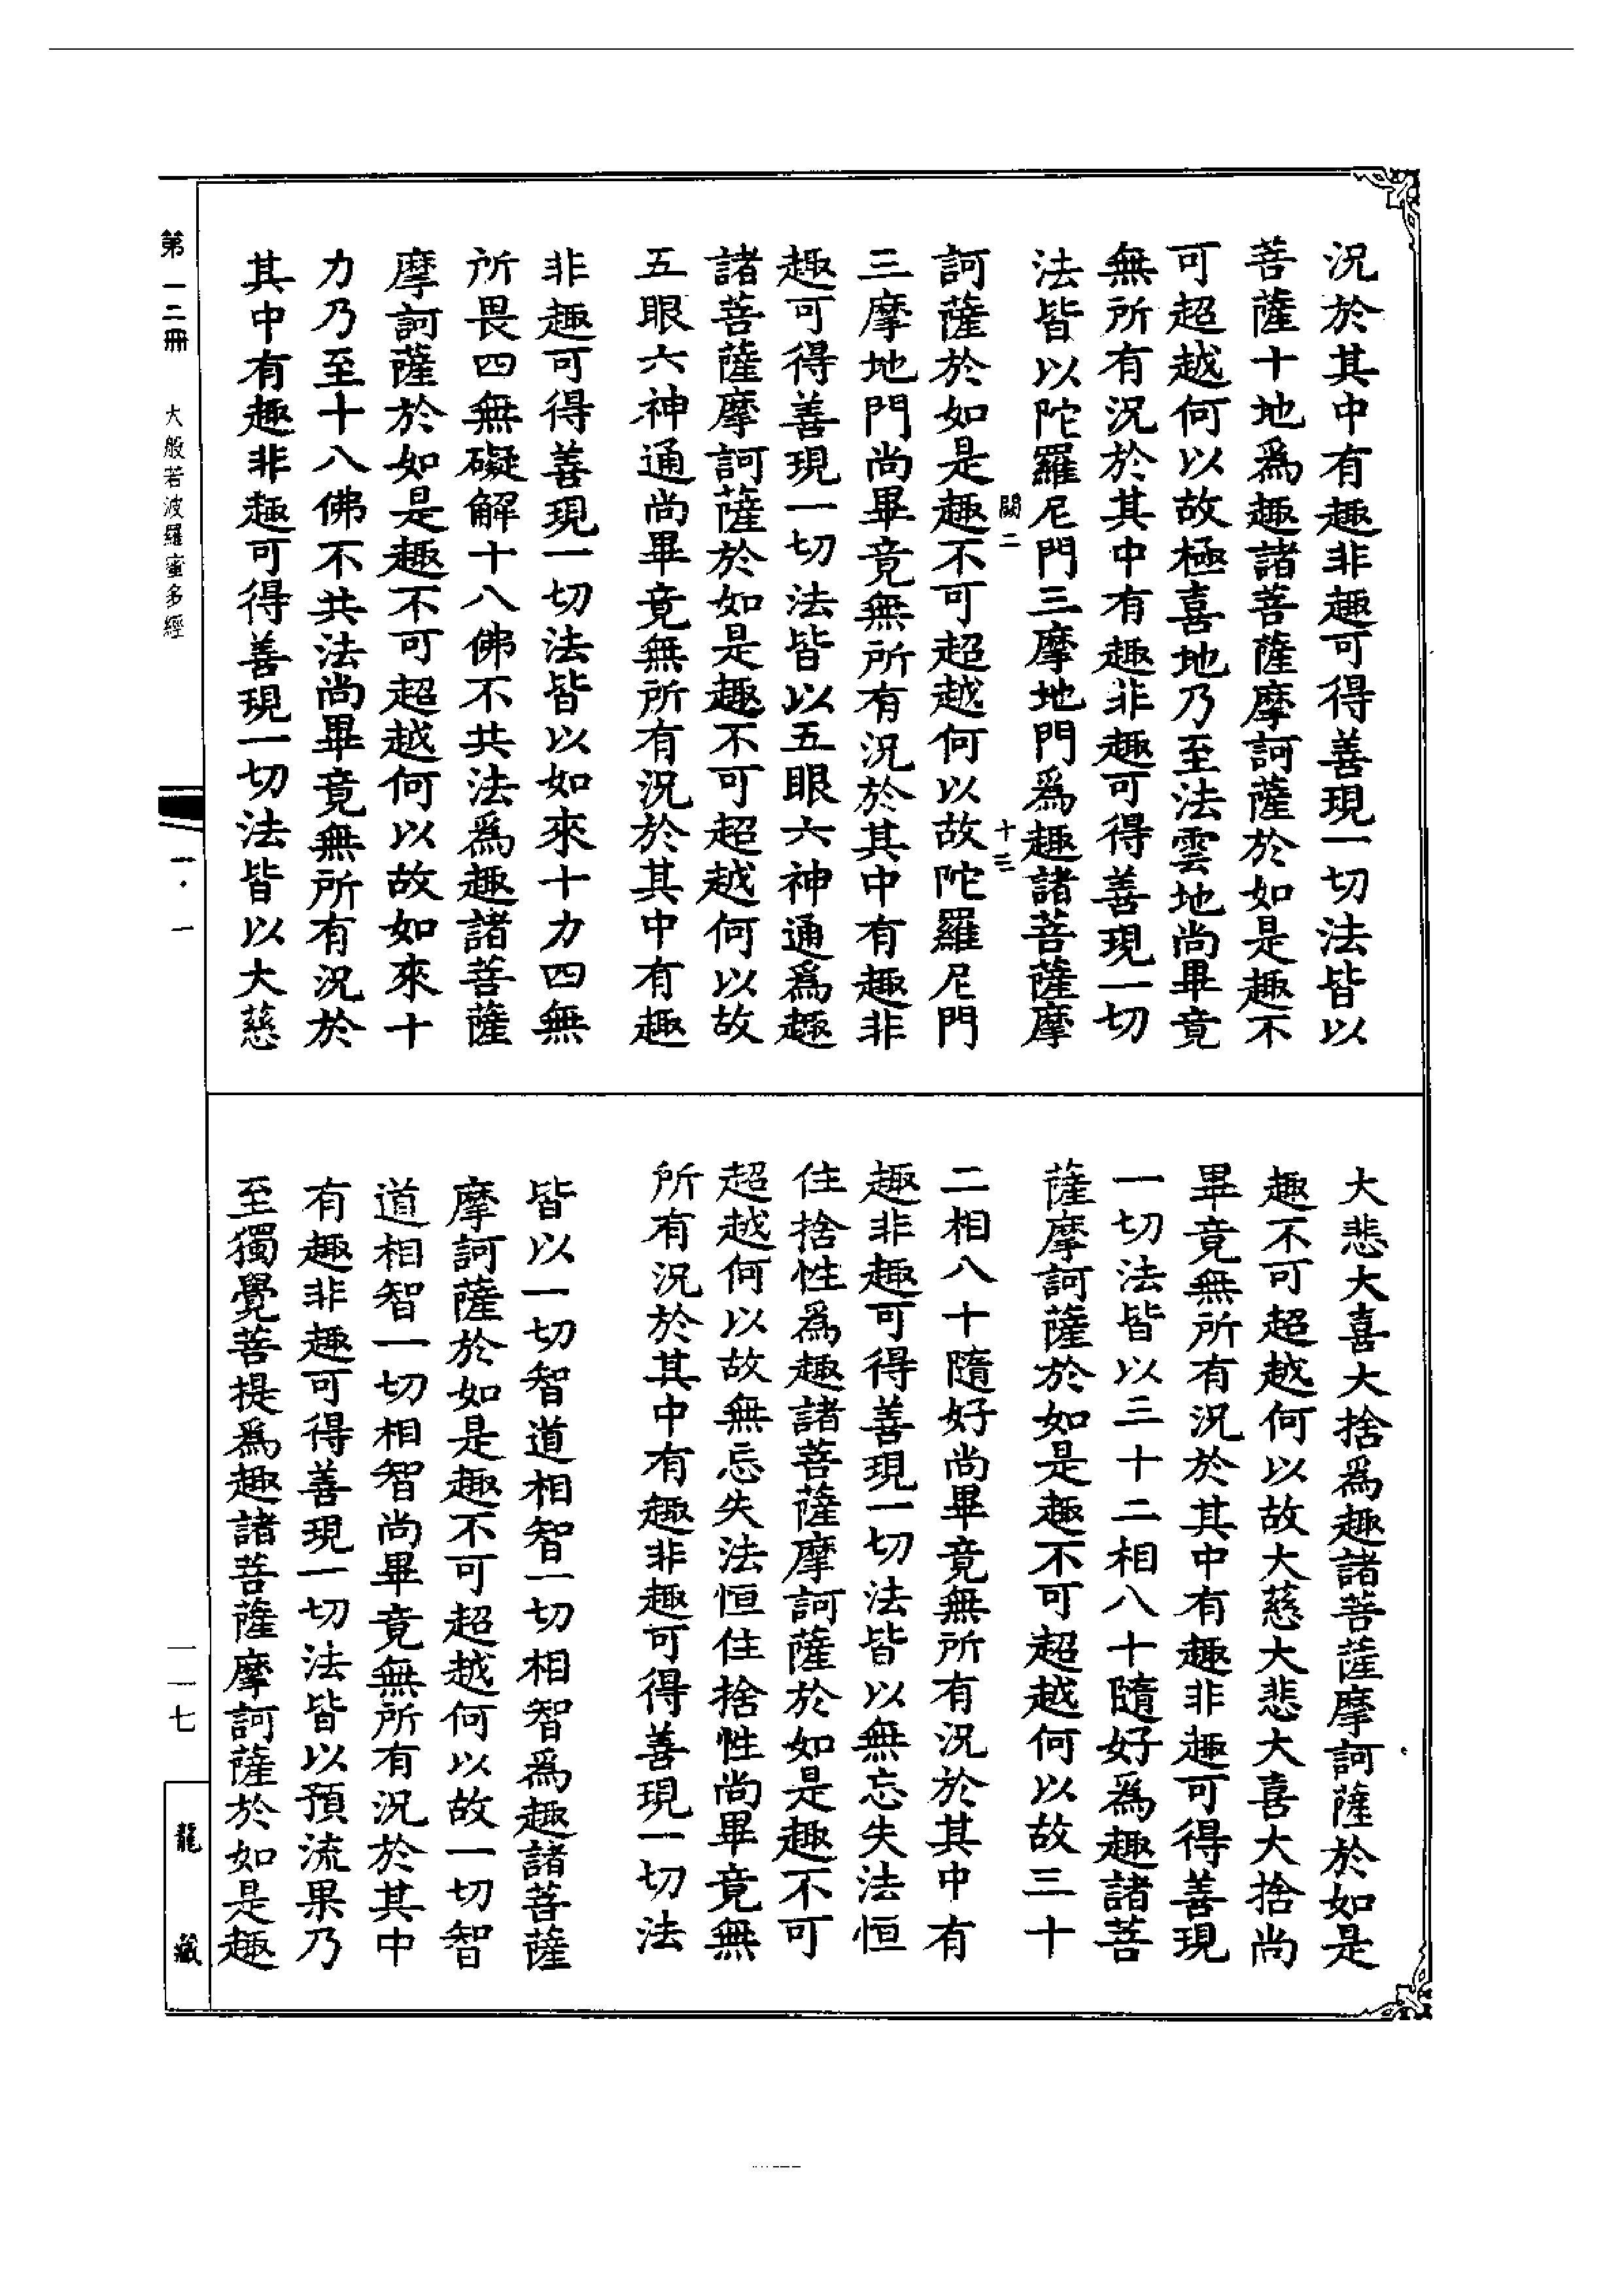 況於其中有趣非趣可得善現一切法皆以
菩薩十地爲趣諸菩薩摩訶薩於如是趣不
可超越何以故極喜地乃至法雲地尚畢竟
無所有況於其中有趣非趣可得善現一切
法皆以陀羅尼門三摩地門爲趣諸菩薩摩
闕二 十三
訶薩於如是趣不可超越何以故陀羅尼門
三摩地門尚畢竟無所有況於其中有趣非
趣可得善現一切法皆以五眼六神通爲趣
諸菩薩摩訶薩於如是趣不可超越何以故
五眼六神通尚畢竟無所有況於其中有趣
非趣可得善現一切法皆以如來十力四無
所畏四無礙解十八佛不共法爲趣諸菩薩
摩訶薩於如是趣不可超越何以故如來十
力乃至十八佛不共法尚畢竟無所有況於
其中有趣非趣可得善現一切法皆以大慈
大悲大喜大捨爲趣諸菩薩摩訶薩於如是
趣不可超越何以故大慈大悲大喜大捨尚
畢竟無所有況於其中有趣非趣可得善現
一切法皆以三十二相八十隨好爲趣諸菩
薩摩訶薩於如是趣不可超越何以故三十
二相八十隨好尚畢竟無所有況於其中有
趣非趣可得善現一切法皆以無忘失法恒
住捨性爲趣諸菩薩摩訶薩於如是趣不可
超越何以故無忘失法恒住捨性尚畢竟無
所有況於其中有趣非趣可得善現一切法
皆以一切智道相智一切相智爲趣諸菩薩
摩訶薩於如是趣不可超越何以故一切智
道相智一切相智尚畢竟無所有況於其中
有趣非趣可得善現一切法皆以預流果乃
至獨覺菩提爲趣諸菩薩摩訶薩於如是趣
第一二冊 大般若波羅蜜多經 一·一 一一七 龍藏